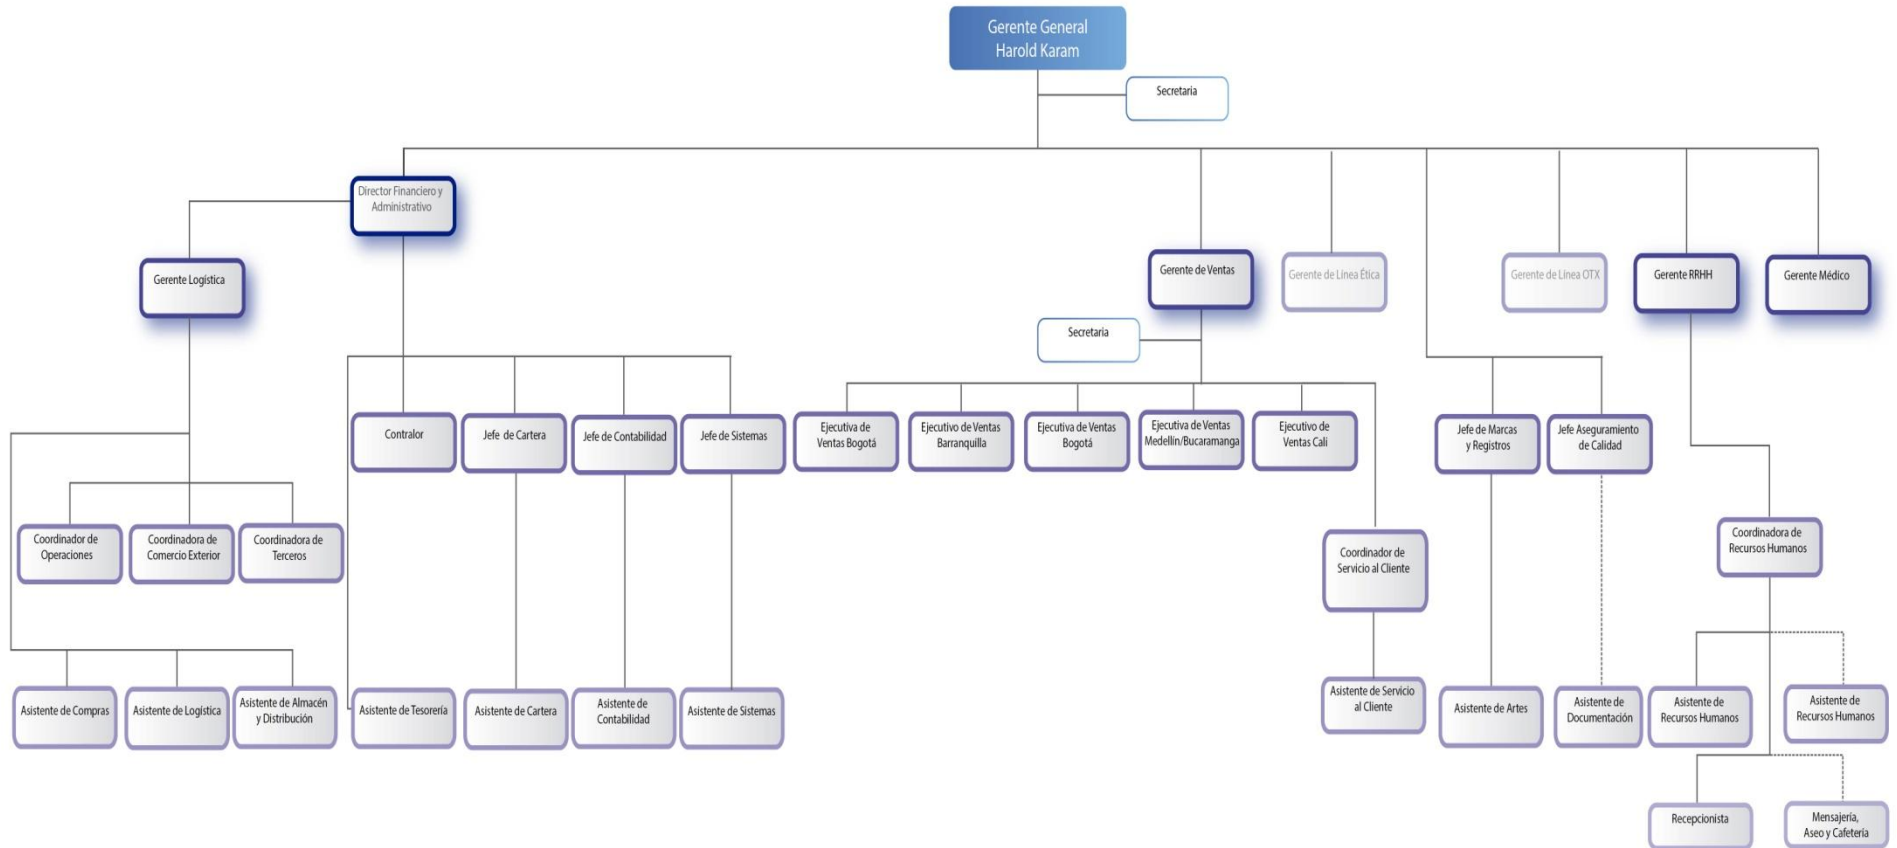 Gerente General
Harold Karam
Secretaria
Director Financiero y
Administrativo
Gerente Logística
Gerente de Ventas
Gerente de Línea Ética
Gerente de Línea OTX
Gerente RRHH
Gerente Médico
Secretaria
Contralor
Jefe de Cartera
Jefe de Contabilidad
Jefe de Sistemas
Ejecutiva de
Ventas Bogotá
Ejecutivo de Ventas
Barranquilla
Ejecutiva de Ventas
Bogotá
Ejecutiva de Ventas
Medellín/Bucaramanga
Ejecutivo de
Ventas Cali
Jefe de Marcas
y Registros
Jefe Aseguramiento
de Calidad
Coordinador de
Operaciones
Coordinadora de
Comercio Exterior
Coordinadora de
Terceros
Coordinador de
Servicio al Cliente
Coordinadora de
Recursos Humanos
Asistente de Compras
Asistente de Logística
Asistente de Almacén
y Distribución
Asistente de Tesorería
Asistente de Cartera
Asistente de
Contabilidad
Asistente de Sistemas
Asistente de Servicio
al Cliente
Asistente de Artes
Asistente de
Documentación
Asistente de
Recursos Humanos
Asistente de
Recursos Humanos
Recepcionista
Mensajería,
Aseo y Cafetería